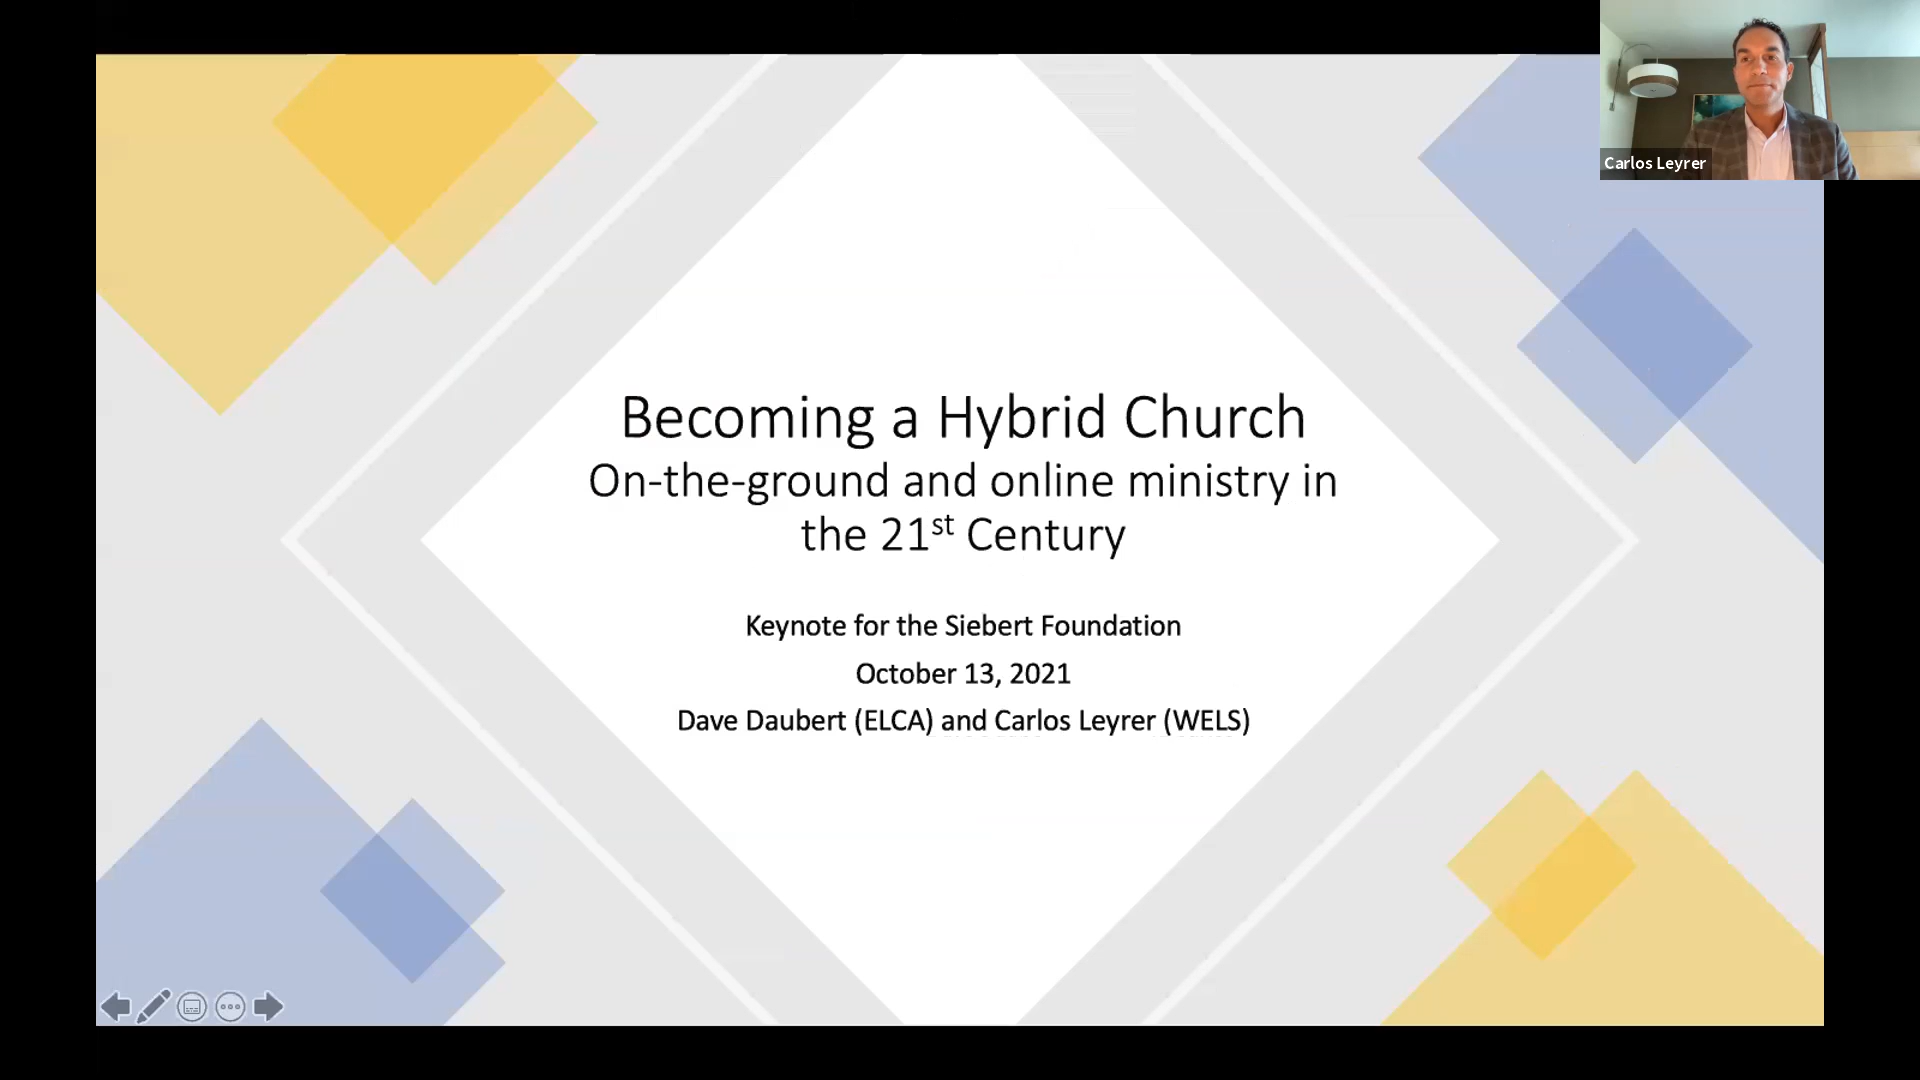 Carlos Leyrer
Becoming a Hybrid Church
On-the-ground and online ministry in
the 21st Century
Keynote for the Siebert Foundation
October 13, 2021
Dave Daubert (ELCA) and Carlos Leyrer (WELS)